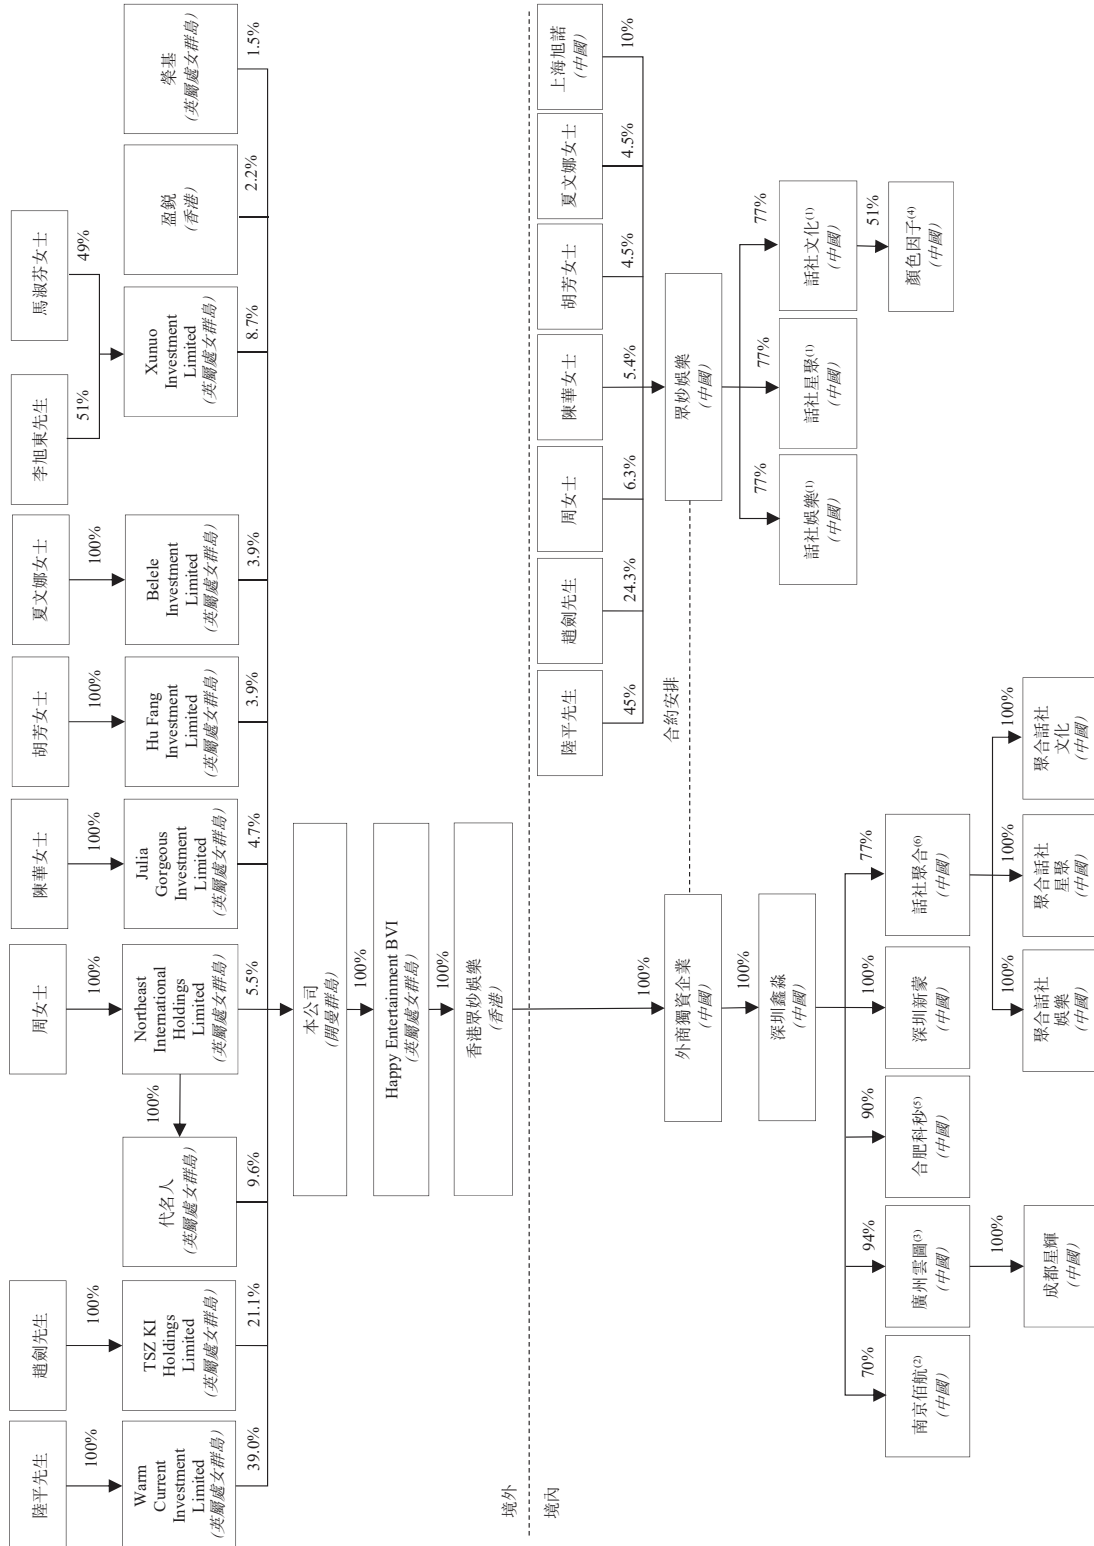 陸平先生
趙劍先生
周女士
陳華女士
胡芳女士
夏文娜女士
李旭東先生
馬淑芬女士
100%
100%
100%
100%
100%
100%
51%
49%
Warm
Current
Investment
Limited
(英屬處女群島)
TSZ KI
Holdings
Limited
(英屬處女群島)
代名人
(英屬處女群島)
100%
Northeast
International
Holdings
Limited
(英屬處女群島)
Julia
Gorgeous
Investment
Limited
(英屬處女群島)
Hu Fang
Investment
Limited
(英屬處女群島)
Belele
Investment
Limited
(英屬處女群島)
Xunuo
Investment
Limited
(英屬處女群島)
盈銳
(香港)
榮基
(英屬處女群島)
39.0%
21.1%
9.6%
5.5%
4.7%
3.9%
3.9%
8.7%
2.2%
1.5%
本公司
(開曼群島)
100%
Happy Entertainment BVI
(英屬處女群島)
100%
香港眾妙娛樂
(香港)
境外
境內
陸平先生
趙劍先生
周女士
陳華女士
胡芳女士
夏文娜女士
上海旭諾
(中國)
45%
24.3%
6.3%
5.4%
4.5%
4.5%
10%
100%
合約安排
外商獨資企業
(中國)
眾妙娛樂
(中國)
100%
深圳鑫淼
(中國)
77%
77%
77%
話社娛樂(1)
(中國)
話社星聚(1)
(中國)
話社文化(1)
(中國)
51%
顏色因子(4)
(中國)
70%
94%
90%
100%
77%
南京佰航(2)
(中國)
廣州雲圖(3)
(中國)
合肥科秒(5)
(中國)
深圳新蒙
(中國)
話社聚合(6)
(中國)
100%
100%
100%
100%
成都星輝
(中國)
聚合話社
娛樂
(中國)
聚合話社
星聚
(中國)
聚合話社
文化
(中國)